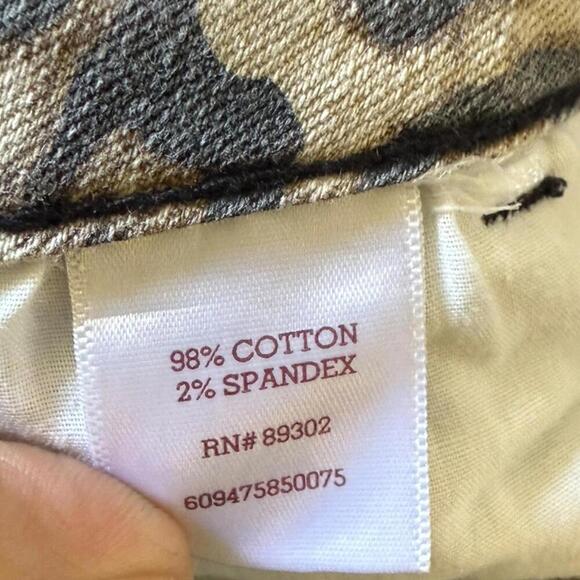 98% COTTON
2% SPANDEX
RN# 89302
609475850075